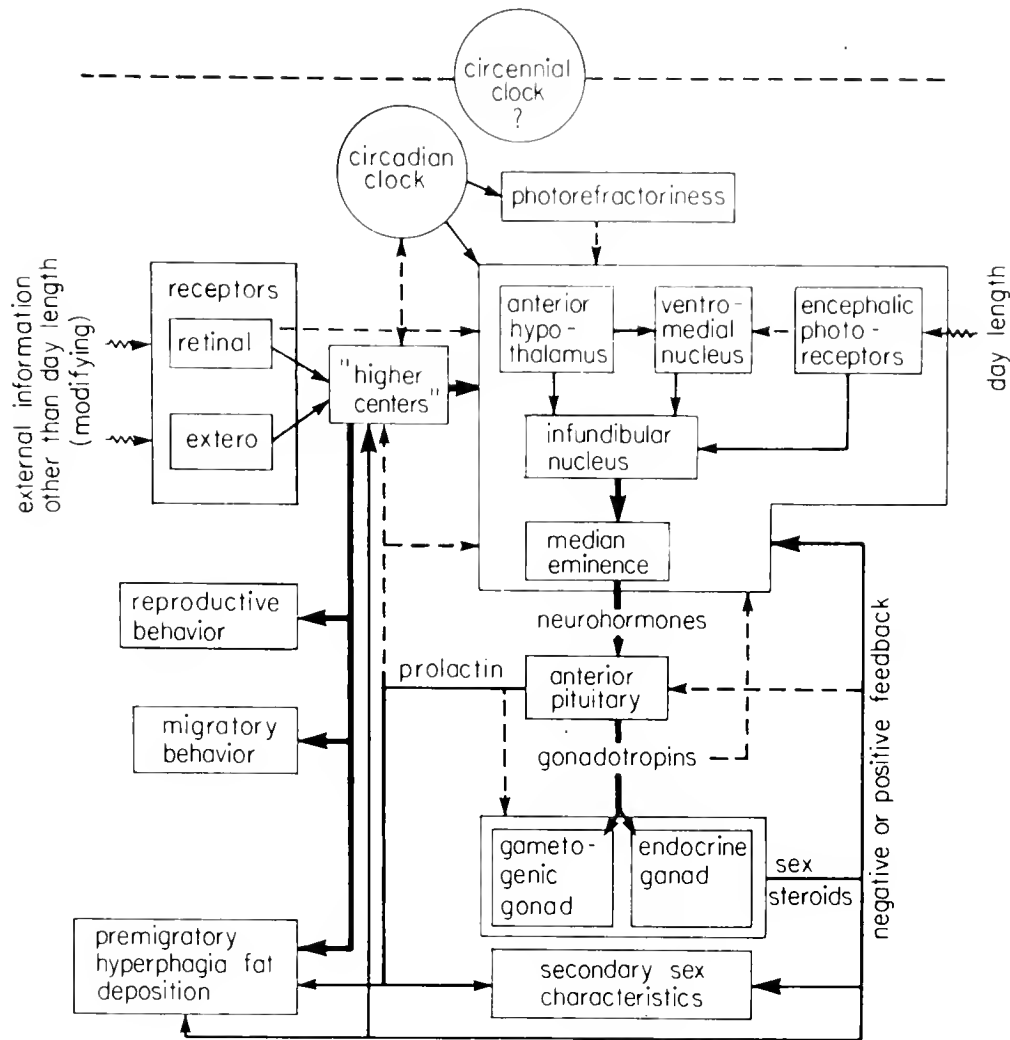 circennial
clock
?
circadian
clock
photorefractoriness
external information
other than day length
(modifying)
receptors
retinal
extero
"higher
centers"
anterior
hypo-
thalamus
ventro-
medial
nucleus
encephalic
photo-
receptors
day length
infundibular
nucleus
median
eminence
neurohormones
reproductive
behavior
prolactin
anterior
pituitary
migratory
behavior
gonadotropins
negative or positive feedback
gameto-
genic
gonad
endocrine
ganad
sex
steroids
premigratory
hyperphagia fat
deposition
secondary sex
characteristics